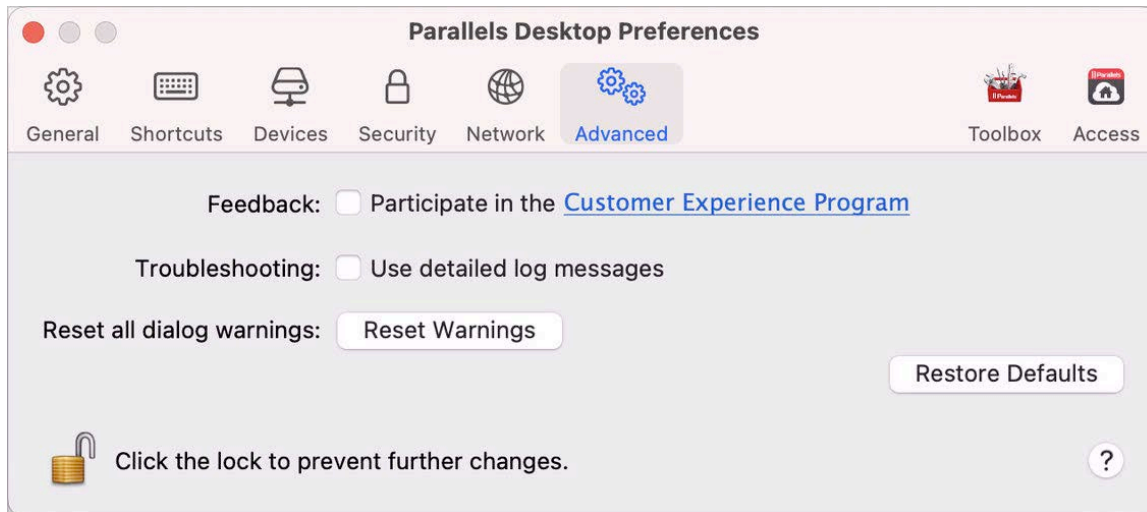 Parallels Desktop Preferences
General Shortcuts Devices Security Network Advanced Toolbox Access
Feedback: Participate in the Customer Experience Program
Troubleshooting: Use detailed log messages
Reset all dialog warnings: Reset Warnings
Restore Defaults
Click the lock to prevent further changes. ?